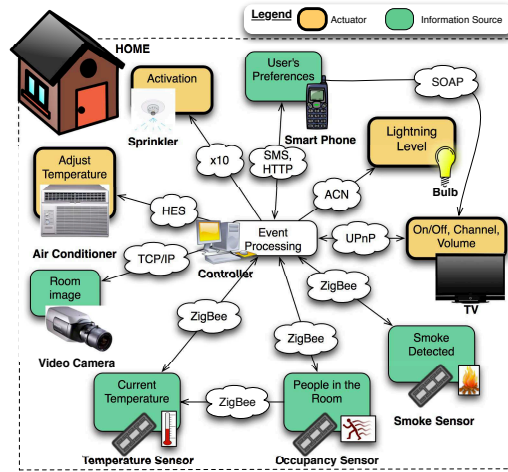 Legend
Actuator
Information Source
HOME
Activation
Sprinkler
User's
Preferences
Smart Phone
SOAP
Lightning
Level
Bulb
x10
SMS,
HTTP
ACN
Adjust
Temperature
Air Conditioner
HES
Event
Processing
Controller
UPnP
On/Off, Channel,
Volume
TV
TCP/IP
Room
image
Video Camera
ZigBee
ZigBee
ZigBee
Smoke
Detected
Smoke Sensor
Current
Temperature
Temperature Sensor
ZigBee
People in the
Room
Occupancy Sensor